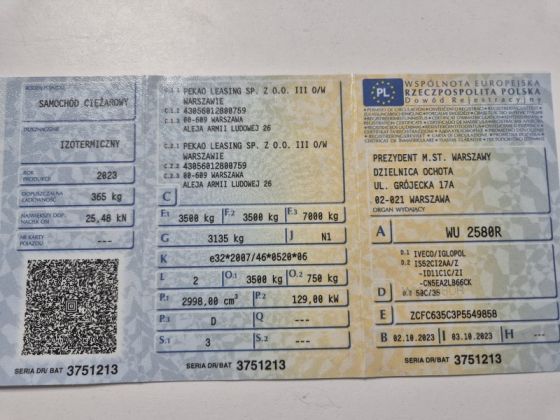 RODZAJ POJAZDU
SAMOCHÓD CIĘŻAROWY
PRZEZNACZENIE
IZOTERMICZNY
ROK PRODUKCJI
2023
DOPUSZCZALNA ŁADOWNOŚĆ
365 kg
NAJWIĘKSZY DOP. NACISK OSI
25,48 kN
NR KARTY POJAZDU
---
SERIA DR/BAT 3751213
C.1.1 PEKAO LEASING SP. Z O.O. III O/W
WARSZAWIE
C.1.2 43056012800759
C.1.3 00-609 WARSZAWA
ALEJA ARMII LUDOWEJ 26
C.2.1 PEKAO LEASING SP. Z O.O. III O/W
WARSZAWIE
C.2.2 43056012800759
C.2.3 00-609 WARSZAWA
ALEJA ARMII LUDOWEJ 26
C
F.1 3500 kg F.2 3500 kg F.3 7000 kg
G 3135 kg J N1
K e32*2007/46*0520*06
L 2 O.1 3500 kg O.2 750 kg
P.1 2998,00 cm³ P.2 129,00 kW
P.3 D Q ---
S.1 3 S.2 ---
SERIA DR/BAT 3751213
PL
WSPÓLNOTA EUROPEJSKA
RZECZPOSPOLITA POLSKA
Dowód Rejestracyjny
PREZYDENT M.ST. WARSZAWY
DZIELNICA OCHOTA
UL. GRÓJECKA 17A
02-021 WARSZAWA
ORGAN WYDAJĄCY
A WU 2580R
D.1 IVECO/IGLOPOL
D.2 IS52CI2AA/Z
-IDL1C1C/ZI
-CN5EA2LB66CK
D D.3 50C/35
E ZCFC635C3P5549858
B 02.10.2023 I 03.10.2023 H ---
SERIA DR/BAT 3751213